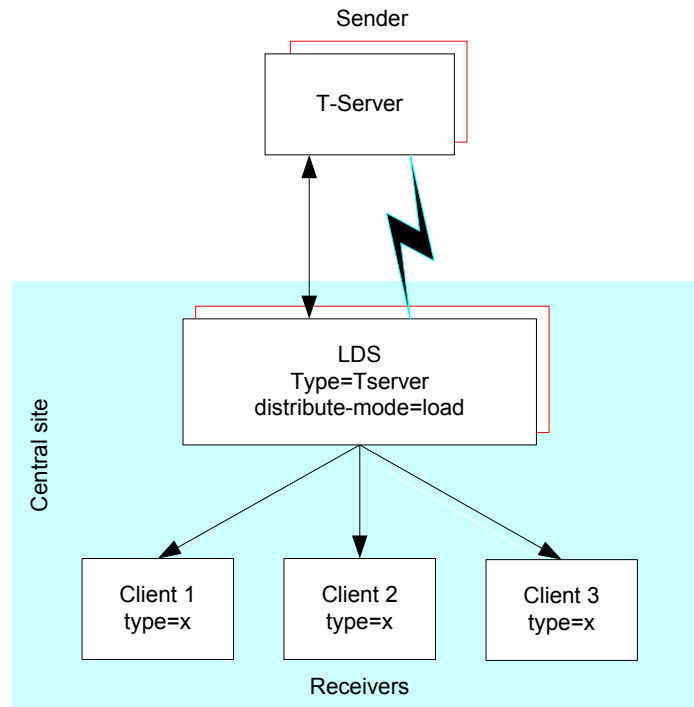 Sender
T-Server
LDS
Type=Tserver
distribute-mode=load
Central site
Client 1
type=x
Client 2
type=x
Client 3
type=x
Receivers